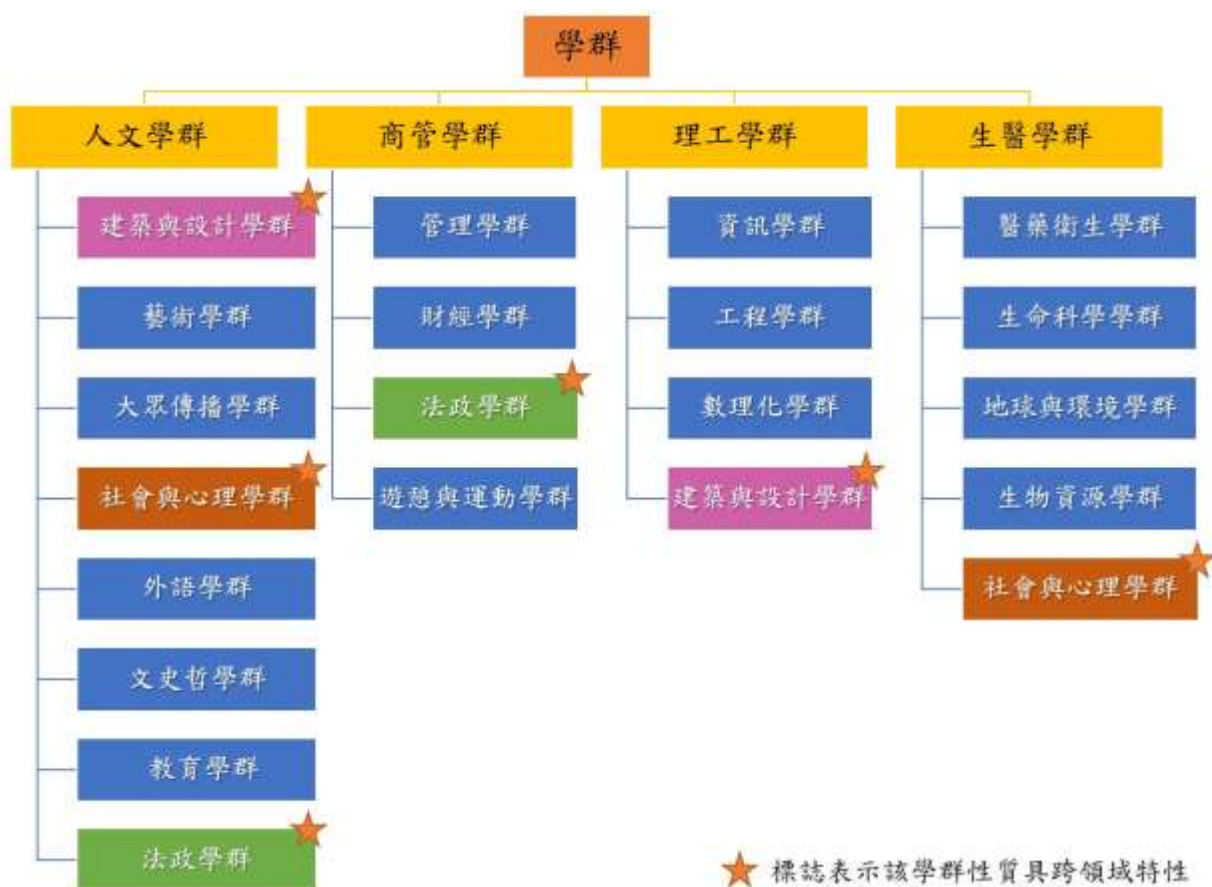 學群
人文學群
建築與設計學群
藝術學群
大眾傳播學群
社會與心理學群
外語學群
文史哲學群
教育學群
法政學群
商管學群
管理學群
財經學群
法政學群
遊憩與運動學群
理工學群
資訊學群
工程學群
數理化學群
建築與設計學群
生醫學群
醫藥衛生學群
生命科學學群
地球與環境學群
生物資源學群
社會與心理學群
標誌表示該學群性質具跨領域特性